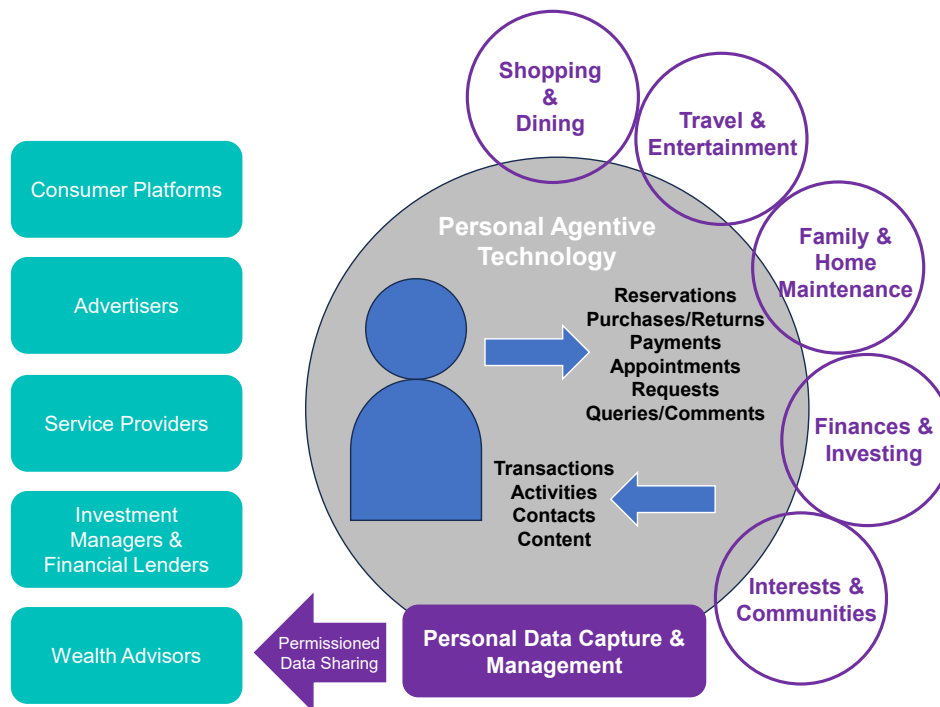 Shopping
&
Dining
Travel &
Entertainment
Family &
Home
Maintenance
Finances &
Investing
Interests &
Communities
Personal Agentive
Technology
Reservations
Purchases/Returns
Payments
Appointments
Requests
Queries/Comments
Transactions
Activities
Contacts
Content
Personal Data Capture &
Management
Permissioned
Data Sharing
Consumer Platforms
Advertisers
Service Providers
Investment
Managers &
Financial Lenders
Wealth Advisors